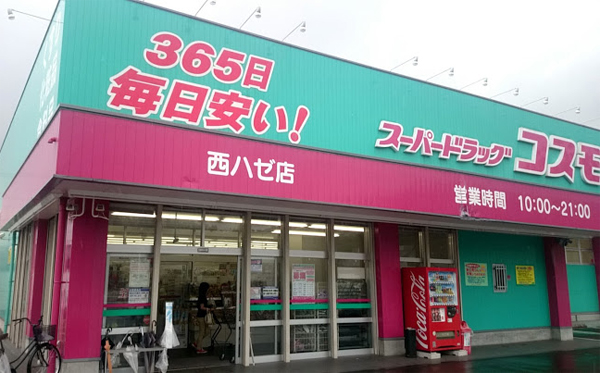 365日
毎日安い!
スーパードラッグ コスモ
西ハゼ店
営業時間 10:00～21:00
Coca-Cola